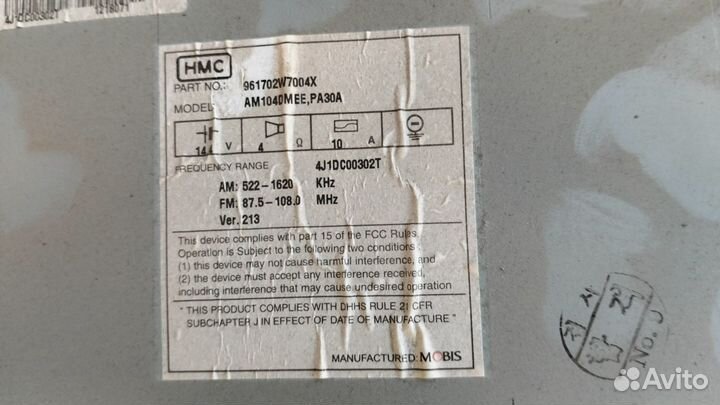 HMC
PART NO.: 961702W7004X
MODEL: AM104DMEE,PA30A
14.4 V 4 Ω 10 A
FREQUENCY RANGE 4J1DC00302T
AM: 522-1620 KHz
FM: 87.5-108.0 MHz
Ver. 213
This device complies with part 15 of the FCC Rules.
Operation is Subject to the following two conditions:
(1) this device may not cause harmful interference, and
(2) the device must accept any interference received,
including interference that may cause undesired operation
" THIS PRODUCT COMPLIES WITH DHHS RULE 21 CFR
SUBCHAPTER J IN EFFECT OF DATE OF MANUFACTURE "
MANUFACTURED: MOBIS
No. J
Avito